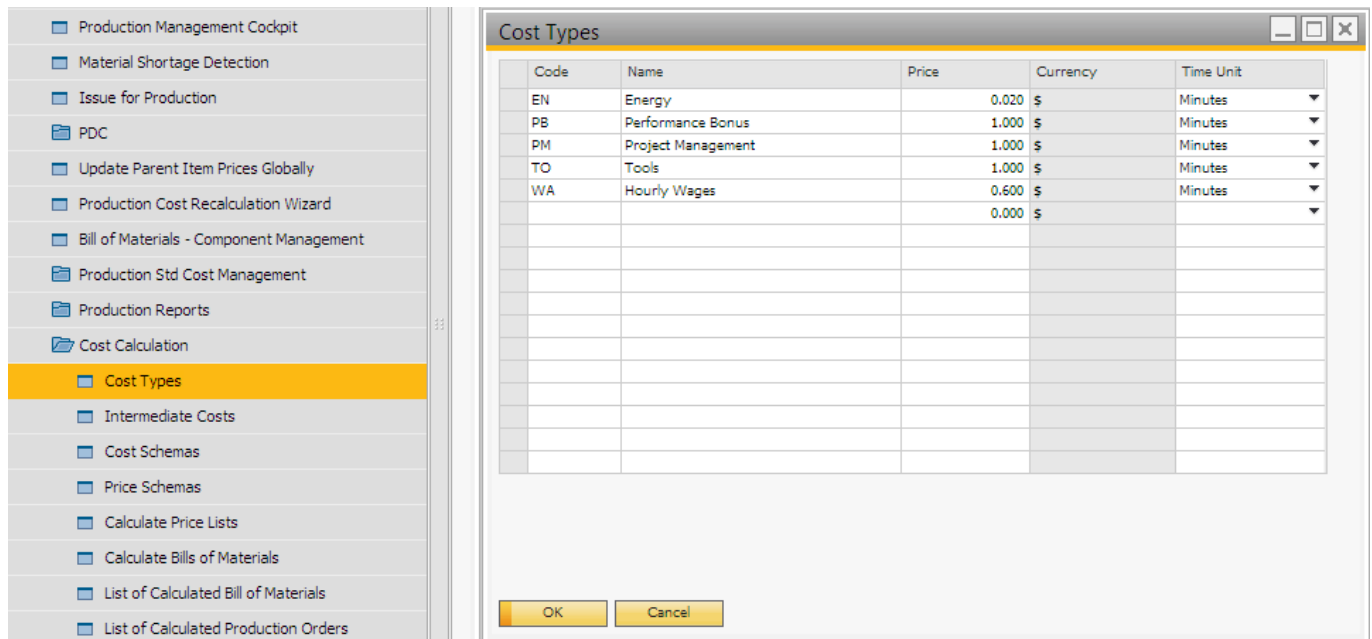 Production Management Cockpit
Material Shortage Detection
Issue for Production
PDC
Update Parent Item Prices Globally
Production Cost Recalculation Wizard
Bill of Materials - Component Management
Production Std Cost Management
Production Reports
Cost Calculation
Cost Types
Intermediate Costs
Cost Schemas
Price Schemas
Calculate Price Lists
Calculate Bills of Materials
List of Calculated Bill of Materials
List of Calculated Production Orders
Cost Types
Code Name Price Currency Time Unit
EN Energy 0.020 $ Minutes
PB Performance Bonus 1.000 $ Minutes
PM Project Management 1.000 $ Minutes
TO Tools 1.000 $ Minutes
WA Hourly Wages 0.600 $ Minutes
0.000 $
OK Cancel